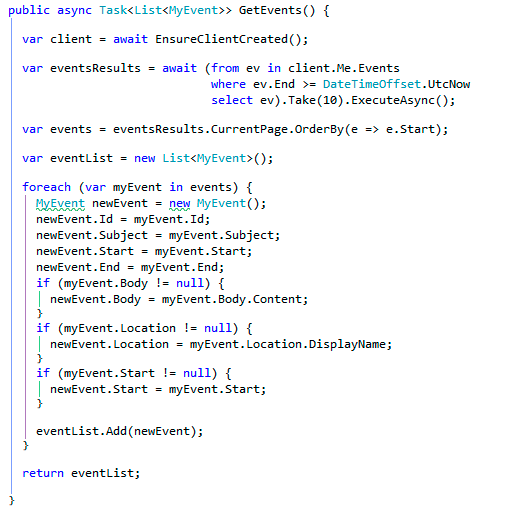 public async Task<List<MyEvent>> GetEvents() {
var client = await EnsureClientCreated();
var eventsResults = await (from ev in client.Me.Events
where ev.End >= DateTimeOffset.UtcNow
select ev).Take(10).ExecuteAsync();
var events = eventsResults.CurrentPage.OrderBy(e => e.Start);
var eventList = new List<MyEvent>();
foreach (var myEvent in events) {
MyEvent newEvent = new MyEvent();
newEvent.Id = myEvent.Id;
newEvent.Subject = myEvent.Subject;
newEvent.Start = myEvent.Start;
newEvent.End = myEvent.End;
if (myEvent.Body != null) {
newEvent.Body = myEvent.Body.Content;
}
if (myEvent.Location != null) {
newEvent.Location = myEvent.Location.DisplayName;
}
if (myEvent.Start != null) {
newEvent.Start = myEvent.Start;
}
eventList.Add(newEvent);
}
return eventList;
}